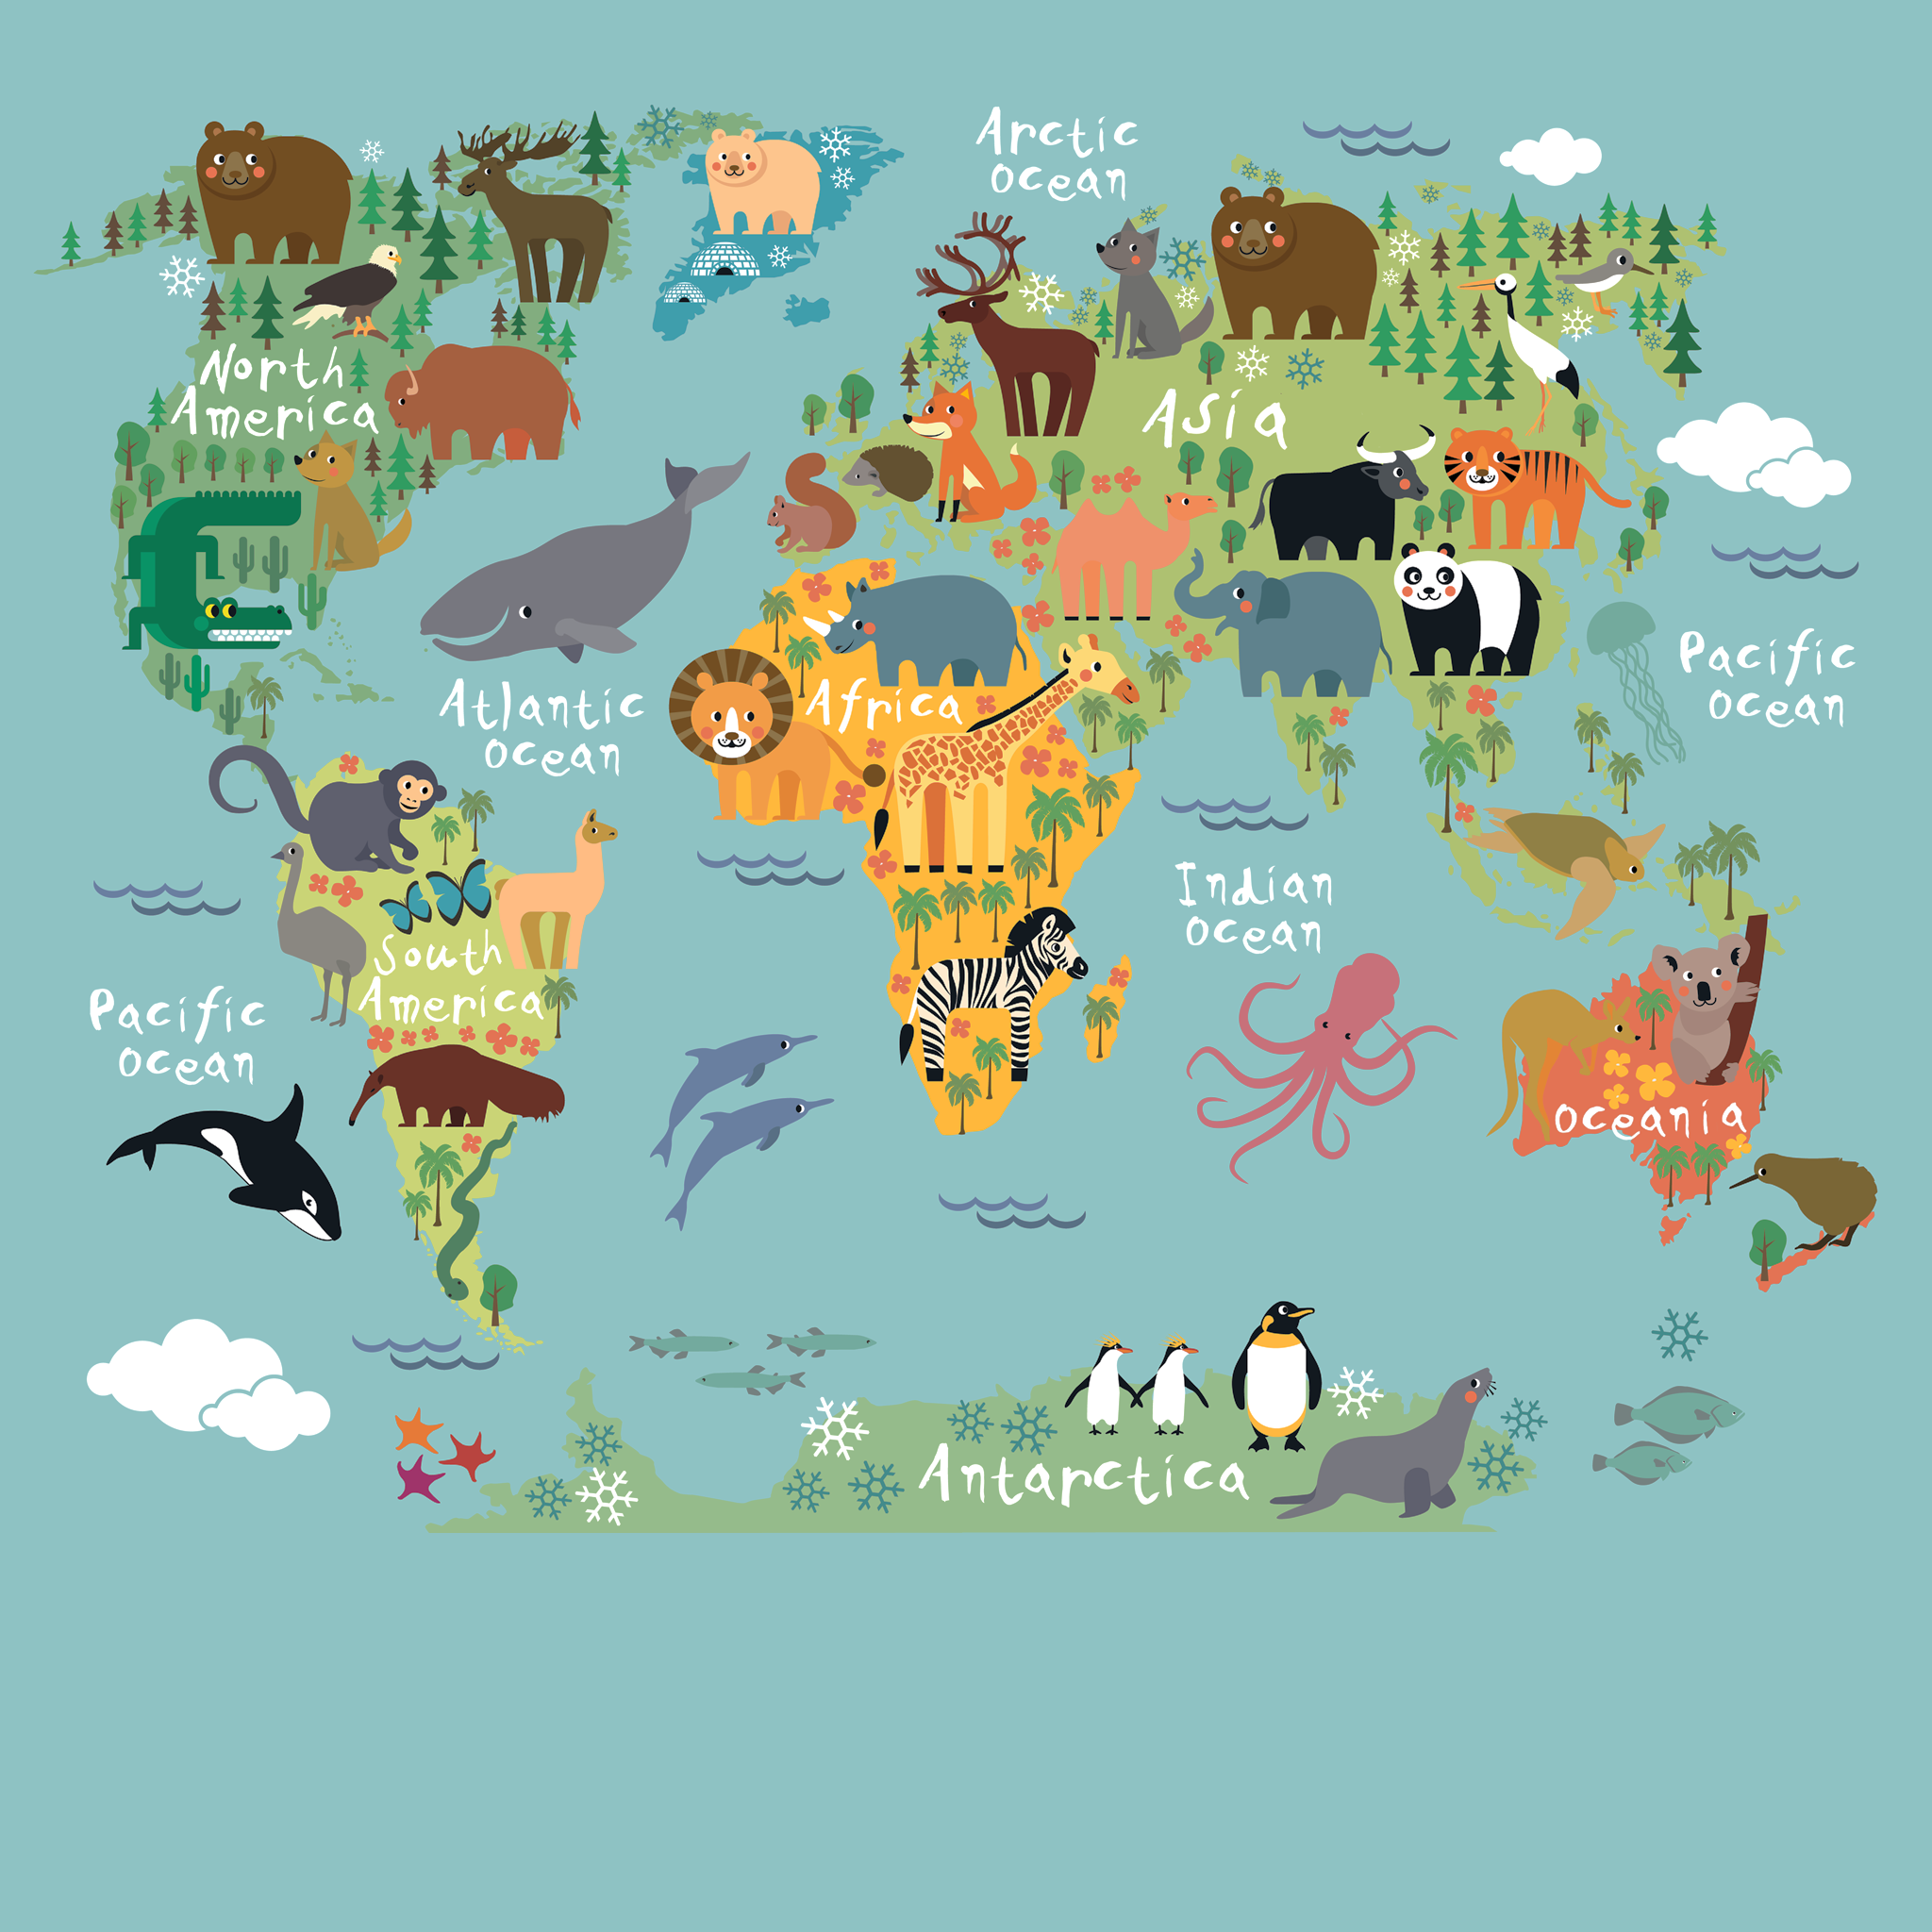 Arctic
ocean
North
America
Asia
Pacific
ocean
Atlantic
ocean
Africa
Indian
ocean
South
America
Pacific
ocean
oceania
Antarctica